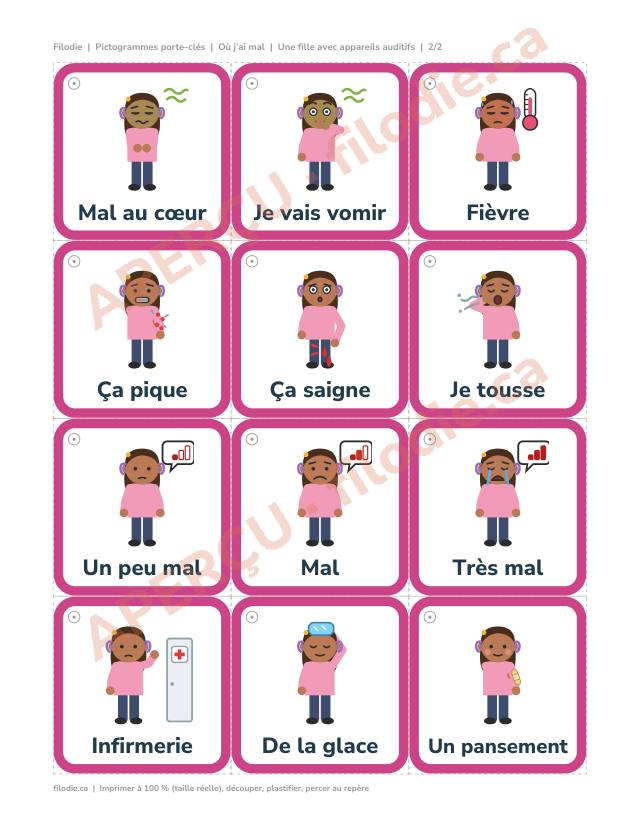 Filodie | Pictogrammes porte-clés | Où j'ai mal | Une fille avec appareils auditifs | 2/2
Mal au cœur
Je vais vomir
Fièvre
Ça pique
Ça saigne
Je tousse
Un peu mal
Mal
Très mal
Infirmerie
De la glace
Un pansement
APERÇU · filodie.ca
APERÇU · filodie.ca
filodie.ca | Imprimer à 100 % (taille réelle), découper, plastifier, percer au repère